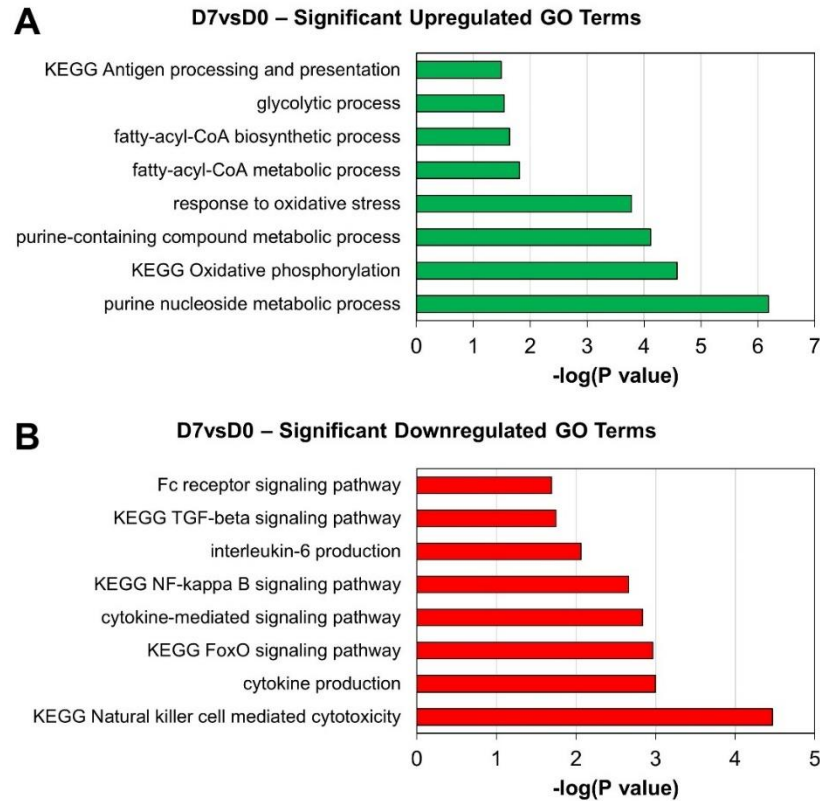 A
D7vsD0 – Significant Upregulated GO Terms
KEGG Antigen processing and presentation
glycolytic process
fatty-acyl-CoA biosynthetic process
fatty-acyl-CoA metabolic process
response to oxidative stress
purine-containing compound metabolic process
KEGG Oxidative phosphorylation
purine nucleoside metabolic process
0 1 2 3 4 5 6 7
-log(P value)
B
D7vsD0 – Significant Downregulated GO Terms
Fc receptor signaling pathway
KEGG TGF-beta signaling pathway
interleukin-6 production
KEGG NF-kappa B signaling pathway
cytokine-mediated signaling pathway
KEGG FoxO signaling pathway
cytokine production
KEGG Natural killer cell mediated cytotoxicity
0 1 2 3 4 5
-log(P value)